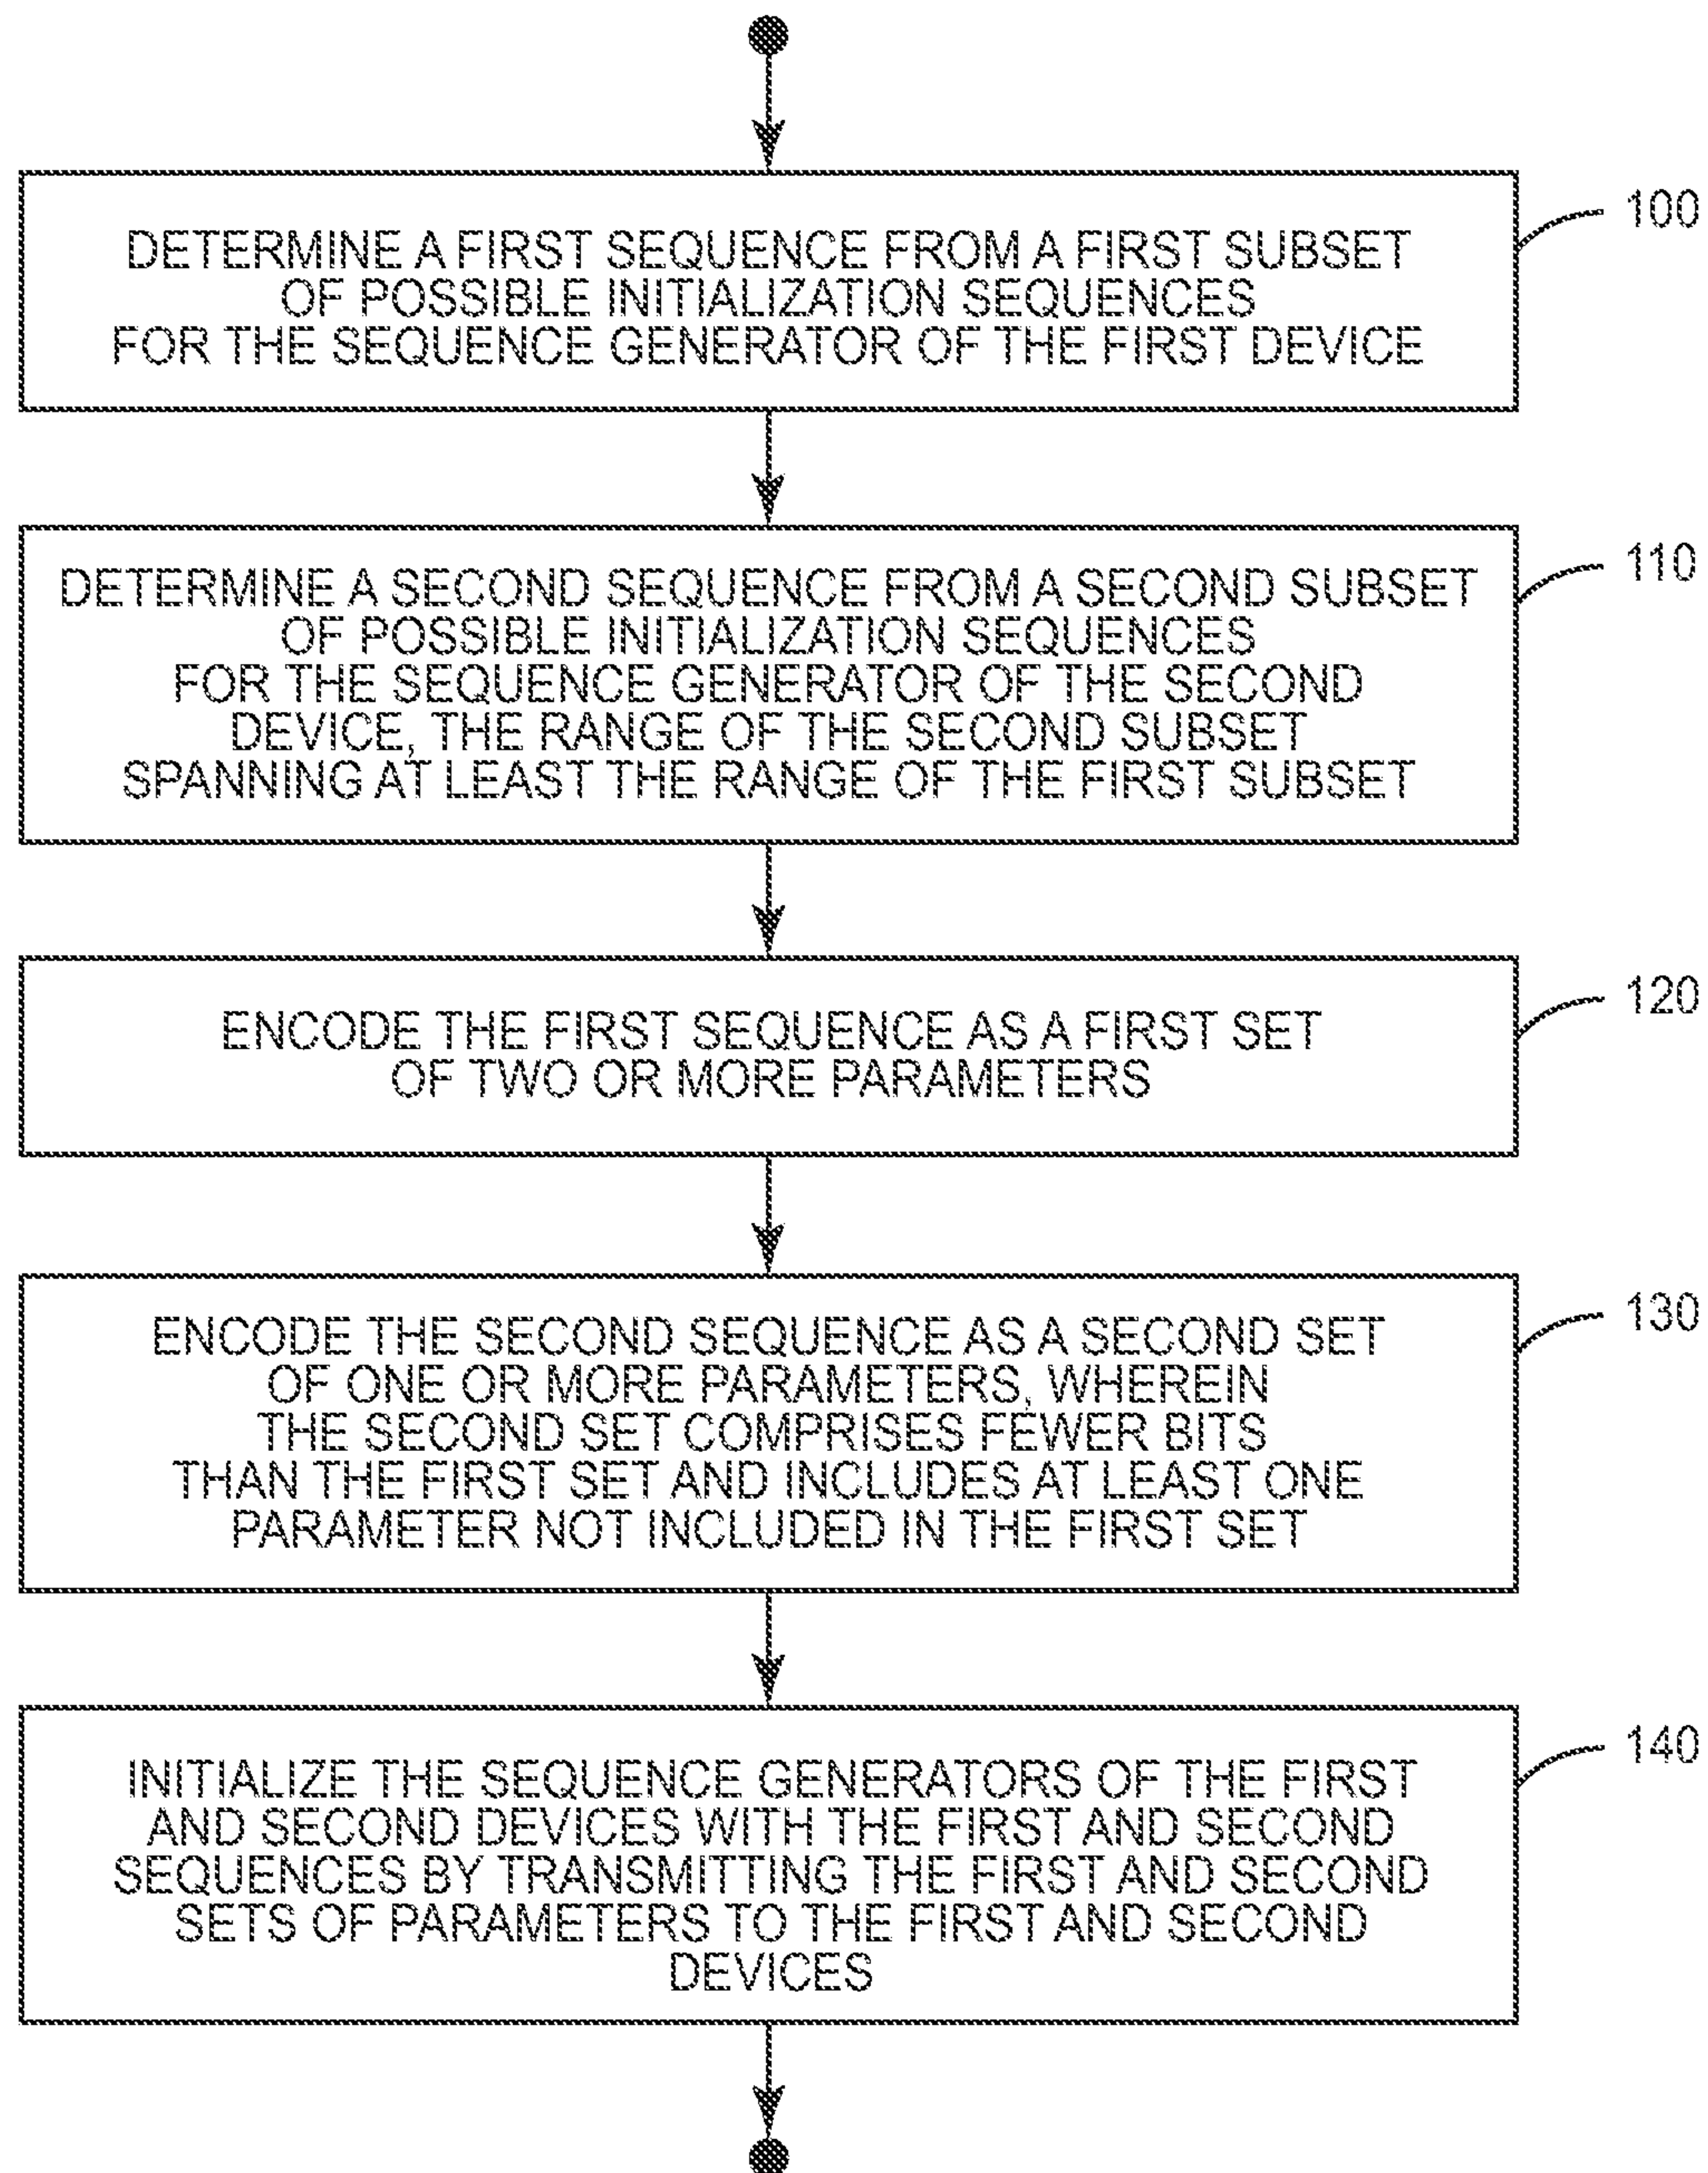 DETERMINE A FIRST SEQUENCE FROM A FIRST SUBSET
OF POSSIBLE INITIALIZATION SEQUENCES
FOR THE SEQUENCE GENERATOR OF THE FIRST DEVICE
100
DETERMINE A SECOND SEQUENCE FROM A SECOND SUBSET
OF POSSIBLE INITIALIZATION SEQUENCES
FOR THE SEQUENCE GENERATOR OF THE SECOND
DEVICE, THE RANGE OF THE SECOND SUBSET
SPANNING AT LEAST THE RANGE OF THE FIRST SUBSET
110
ENCODE THE FIRST SEQUENCE AS A FIRST SET
OF TWO OR MORE PARAMETERS
120
ENCODE THE SECOND SEQUENCE AS A SECOND SET
OF ONE OR MORE PARAMETERS, WHEREIN
THE SECOND SET COMPRISES FEWER BITS
THAN THE FIRST SET AND INCLUDES AT LEAST ONE
PARAMETER NOT INCLUDED IN THE FIRST SET
130
INITIALIZE THE SEQUENCE GENERATORS OF THE FIRST
AND SECOND DEVICES WITH THE FIRST AND SECOND
SEQUENCES BY TRANSMITTING THE FIRST AND SECOND
SETS OF PARAMETERS TO THE FIRST AND SECOND
DEVICES
140